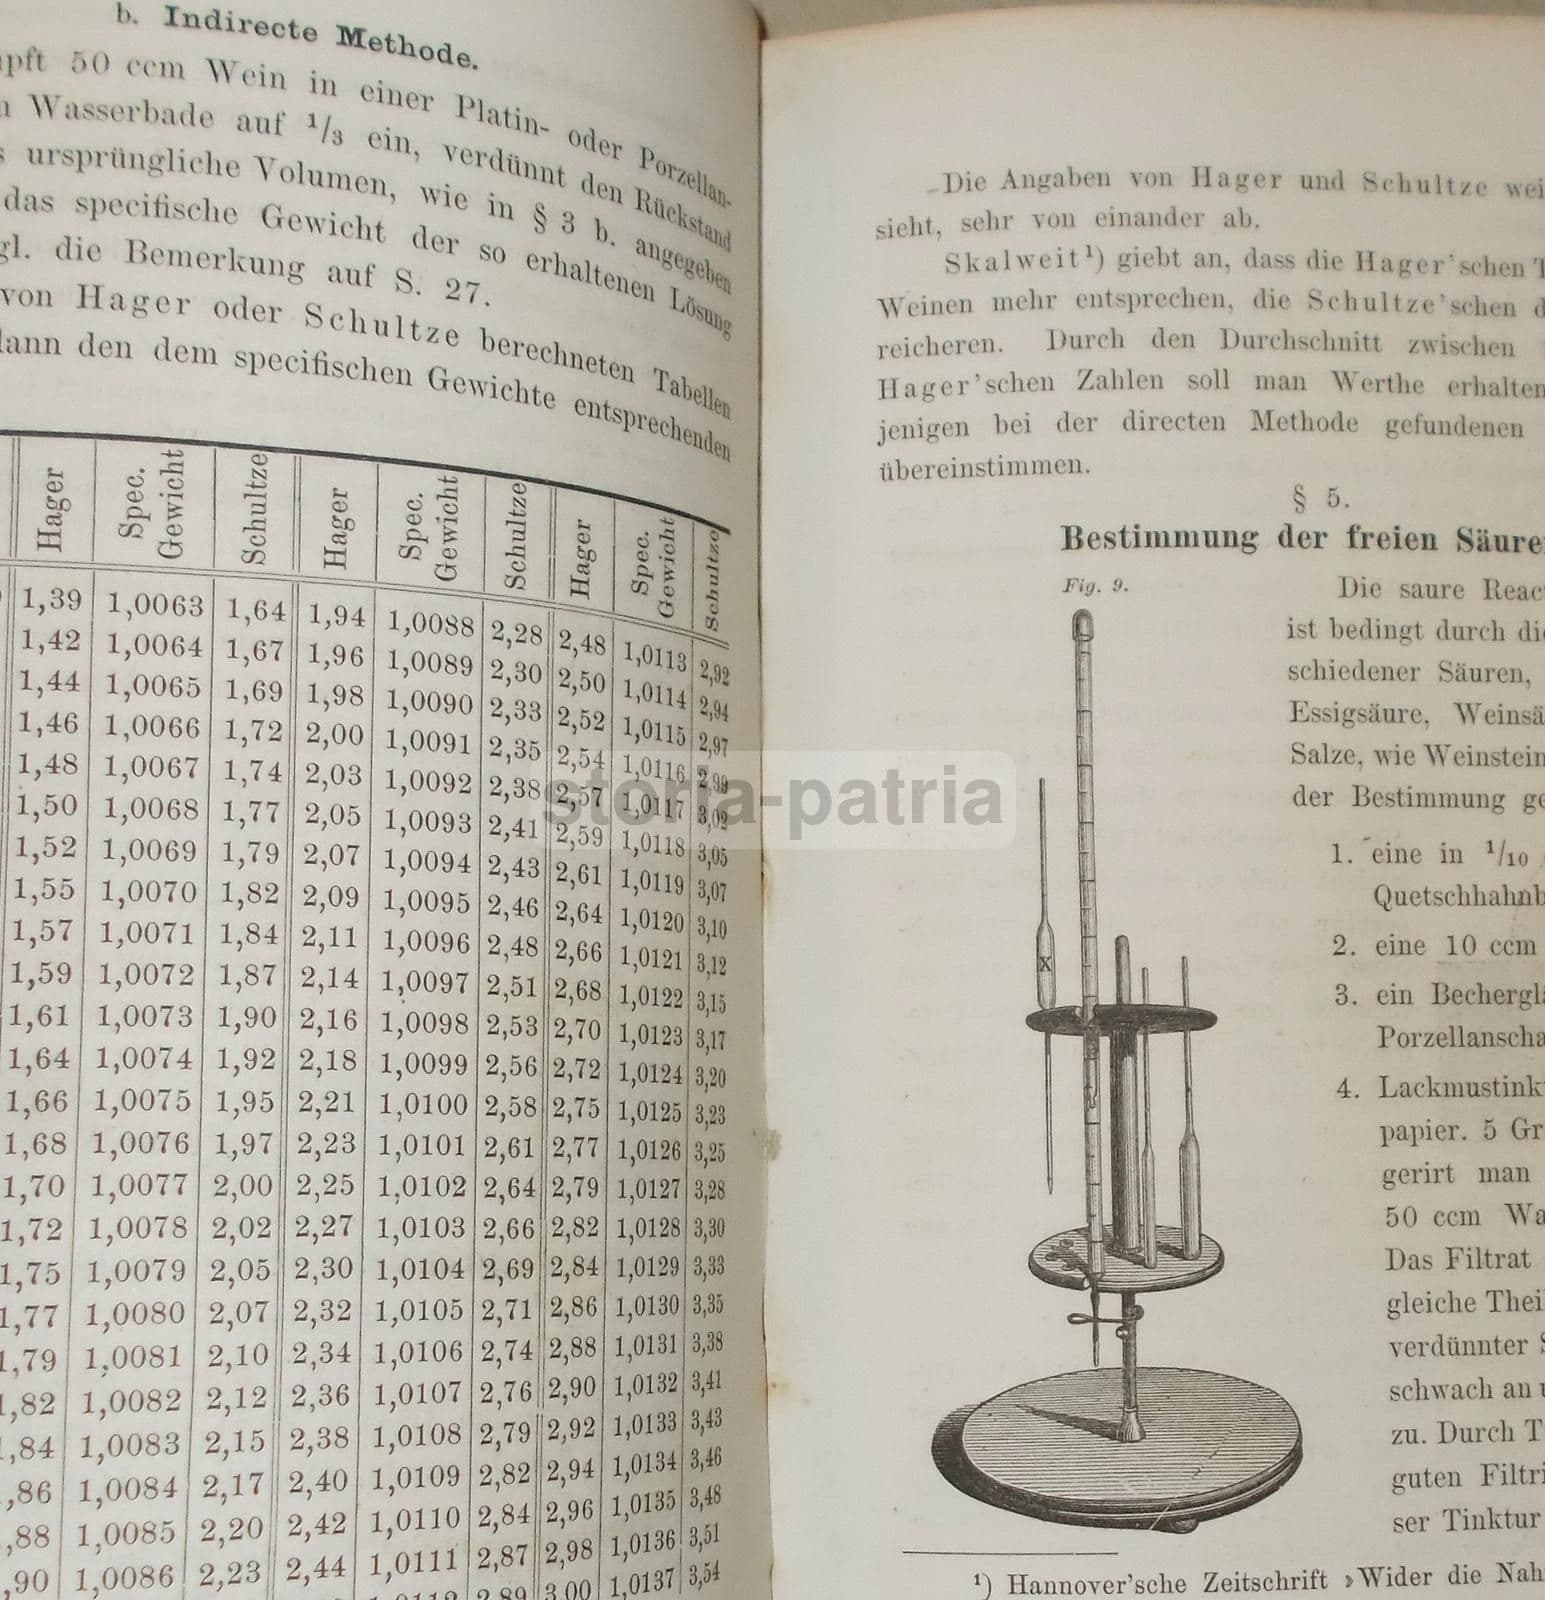 b. Indirecte Methode.
pft 50 ccm Wein in einer Platin- oder Porzellan-
Wasserbade auf 1/3 ein, verdünnt den Rückstand
ursprüngliche Volumen, wie in § 3 b. angegeben
das specifische Gewicht der so erhaltenen Lösung
gl. die Bemerkung auf S. 27.
von Hager oder Schultze berechneten Tabellen
dann den dem specifischen Gewichte entsprechenden
Hager Spec. Gewicht Schultze Hager Spec. Gewicht Schultze Hager Spec. Gewicht Schultze
1,39 1,0063 1,64 1,94 1,0088 2,28 2,48 1,0113 2,92
1,42 1,0064 1,67 1,96 1,0089 2,30 2,50 1,0114 2,94
1,44 1,0065 1,69 1,98 1,0090 2,33 2,52 1,0115 2,97
1,46 1,0066 1,72 2,00 1,0091 2,35 2,54 1,0116 2,99
1,48 1,0067 1,74 2,03 1,0092 2,38 2,57 1,0117 3,02
1,50 1,0068 1,77 2,05 1,0093 2,41 2,59 1,0118 3,05
1,52 1,0069 1,79 2,07 1,0094 2,43 2,61 1,0119 3,07
1,55 1,0070 1,82 2,09 1,0095 2,46 2,64 1,0120 3,10
1,57 1,0071 1,84 2,11 1,0096 2,48 2,66 1,0121 3,12
1,59 1,0072 1,87 2,14 1,0097 2,51 2,68 1,0122 3,15
1,61 1,0073 1,90 2,16 1,0098 2,53 2,70 1,0123 3,17
1,64 1,0074 1,92 2,18 1,0099 2,56 2,72 1,0124 3,20
1,66 1,0075 1,95 2,21 1,0100 2,58 2,75 1,0125 3,23
1,68 1,0076 1,97 2,23 1,0101 2,61 2,77 1,0126 3,25
1,70 1,0077 2,00 2,25 1,0102 2,64 2,79 1,0127 3,28
1,72 1,0078 2,02 2,27 1,0103 2,66 2,82 1,0128 3,30
1,75 1,0079 2,05 2,30 1,0104 2,69 2,84 1,0129 3,33
1,77 1,0080 2,07 2,32 1,0105 2,71 2,86 1,0130 3,35
1,79 1,0081 2,10 2,34 1,0106 2,74 2,88 1,0131 3,38
1,82 1,0082 2,12 2,36 1,0107 2,76 2,90 1,0132 3,41
,84 1,0083 2,15 2,38 1,0108 2,79 2,92 1,0133 3,43
,86 1,0084 2,17 2,40 1,0109 2,82 2,94 1,0134 3,46
,88 1,0085 2,20 2,42 1,0110 2,84 2,96 1,0135 3,48
,90 1,0086 2,23 2,44 1,0111 2,87 2,98 1,0136 3,51
2,89 3,00 1,0137 3,54
storia-patria
Die Angaben von Hager und Schultze wei
sieht, sehr von einander ab.
Skalweit¹) giebt an, dass die Hager'schen T
Weinen mehr entsprechen, die Schultze'schen d
reicheren. Durch den Durchschnitt zwischen
Hager'schen Zahlen soll man Werthe erhalten
jenigen bei der directen Methode gefundenen
übereinstimmen.
§ 5.
Bestimmung der freien Säure
Fig. 9.
Die saure Reac
ist bedingt durch di
schiedener Säuren,
Essigsäure, Weinsä
Salze, wie Weinstein
der Bestimmung ge
1. eine in 1/10
Quetschhahnb
2. eine 10 ccm
3. ein Bechergla
Porzellanscha
4. Lackmustinkt
papier. 5 Gr
gerirt man
50 ccm Wa
Das Filtrat
gleiche Thei
verdünnter S
schwach an
zu. Durch T
guten Filtri
ser Tinktur
x
¹) Hannover'sche Zeitschrift »Wider die Nah